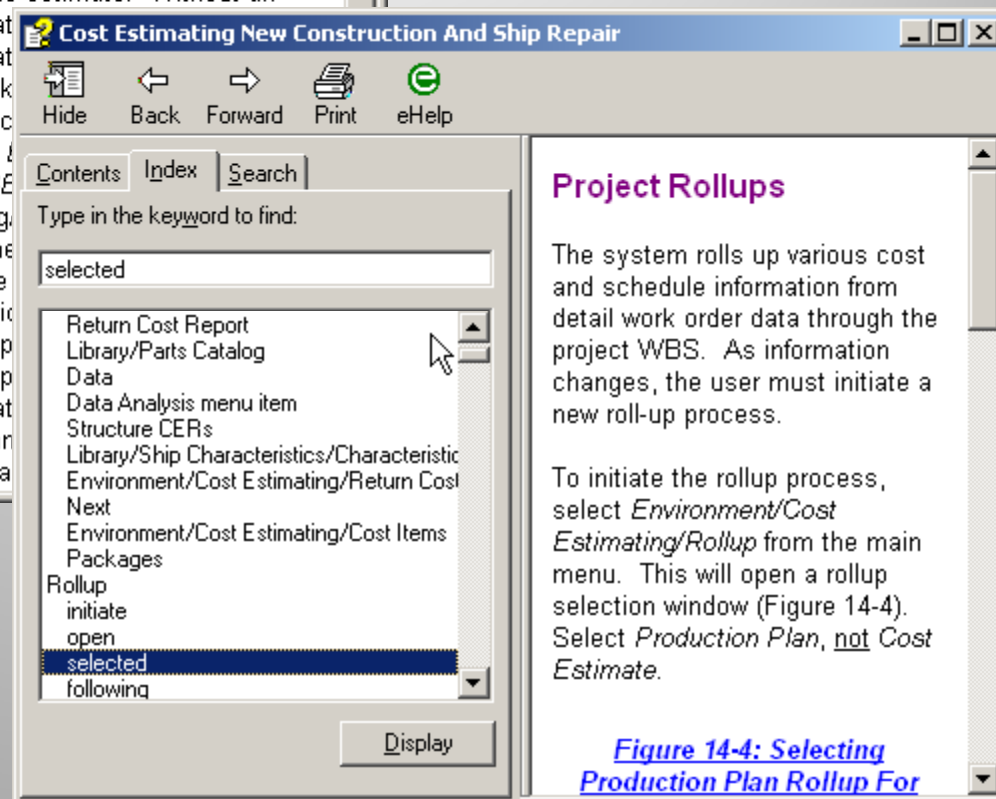 Cost Estimating New Construction And Ship Repair
Hide Back Forward Print eHelp
Contents Index Search
Type in the keyword to find:
selected
Return Cost Report
Library/Parts Catalog
Data
Data Analysis menu item
Structure CERs
Library/Ship Characteristics/Characteristic
Environment/Cost Estimating/Return Cost
Next
Environment/Cost Estimating/Cost Items
Packages
Rollup
initiate
open
selected
following
Display
Project Rollups
The system rolls up various cost
and schedule information from
detail work order data through the
project WBS. As information
changes, the user must initiate a
new roll-up process.
To initiate the rollup process,
select Environment/Cost
Estimating/Rollup from the main
menu. This will open a rollup
selection window (Figure 14-4).
Select Production Plan, not Cost
Estimate.
Figure 14-4: Selecting
Production Plan Rollup For